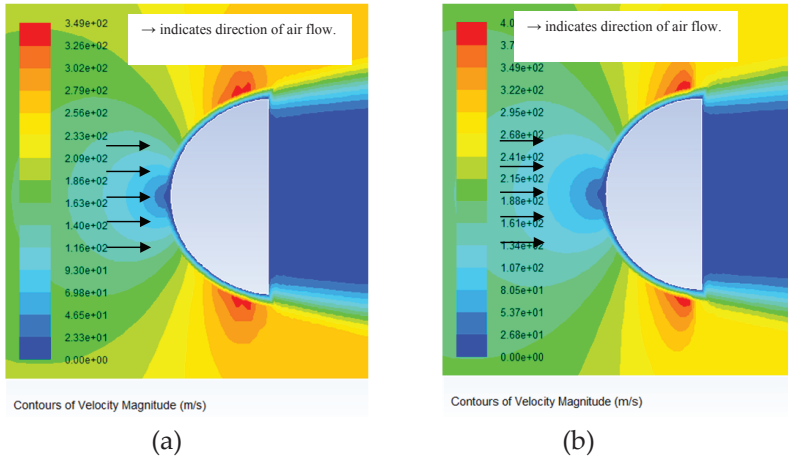 → indicates direction of air flow.
3.49e+02
3.26e+02
3.02e+02
2.79e+02
2.56e+02
2.33e+02
2.09e+02
1.86e+02
1.63e+02
1.40e+02
1.16e+02
9.30e+01
6.98e+01
4.65e+01
2.33e+01
0.00e+00
Contours of Velocity Magnitude (m/s)
(a)
→ indicates direction of air flow.
4.0
3.7
3.49e+02
3.22e+02
2.95e+02
2.68e+02
2.41e+02
2.15e+02
1.88e+02
1.61e+02
1.34e+02
1.07e+02
8.05e+01
5.37e+01
2.68e+01
0.00e+00
Contours of Velocity Magnitude (m/s)
(b)